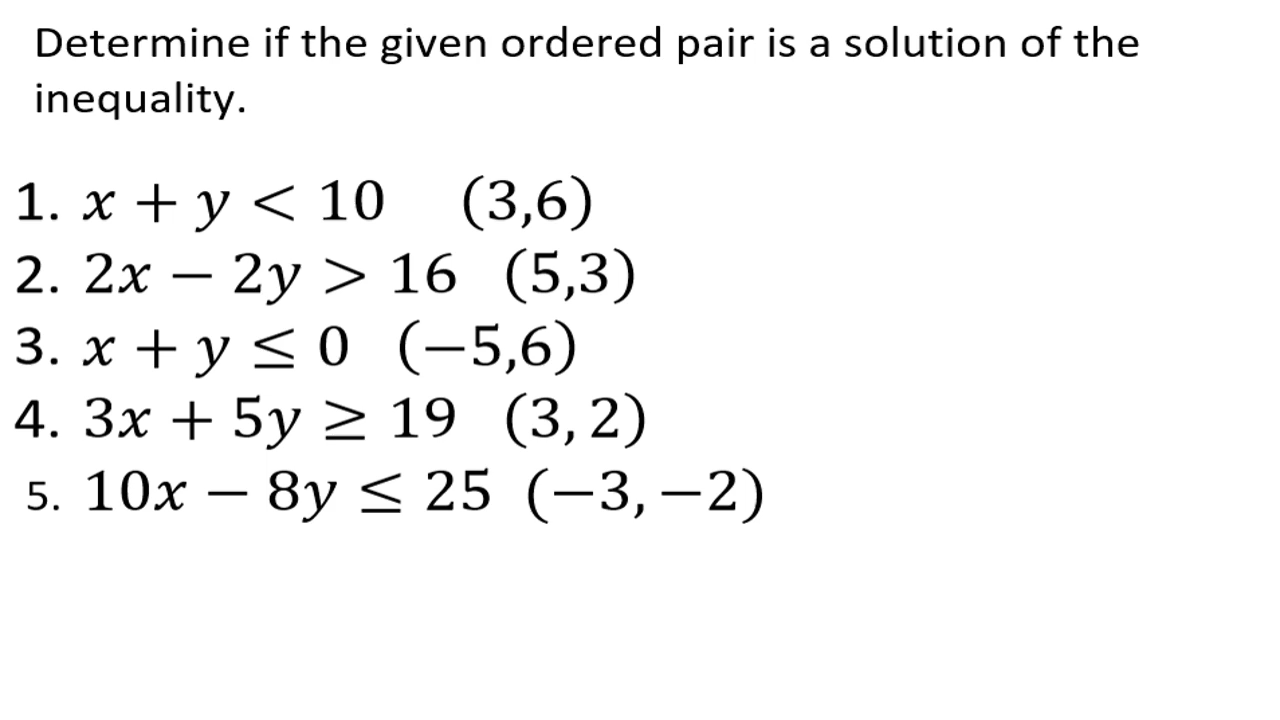 Determine if the given ordered pair is a solution of the
inequality.
1. x + y < 10 (3,6)
2. 2x − 2y > 16 (5,3)
3. x + y ≤ 0 (−5,6)
4. 3x + 5y ≥ 19 (3, 2)
5. 10x − 8y ≤ 25 (−3, −2)